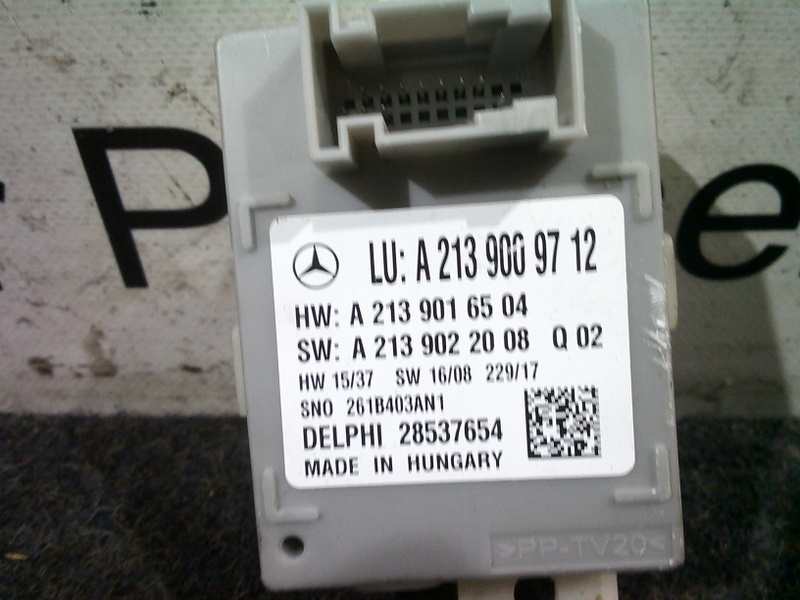 r P e
LU: A 213 900 97 12
HW: A 213 901 65 04
SW: A 213 902 20 08 Q 02
HW 15/37 SW 16/08 229/17
SNO 261B403AN1
DELPHI 28537654
MADE IN HUNGARY
>PP-TV20<